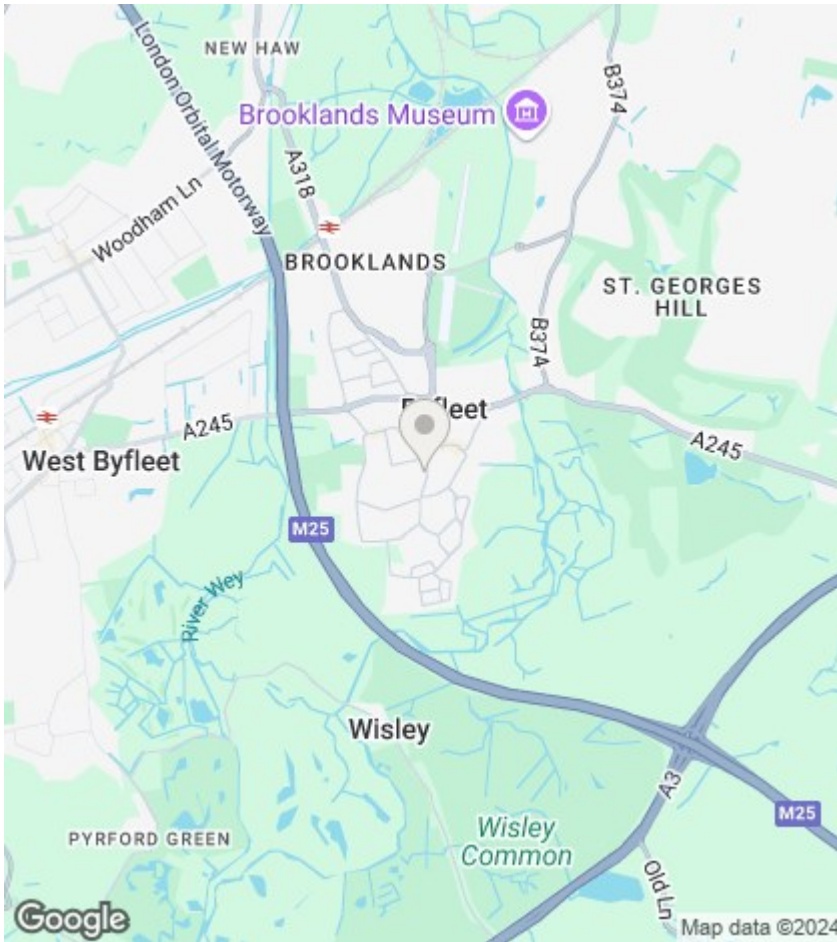 NEW HAW
London Orbital Motorway
Brooklands Museum
B374
A318
Woodham Ln
BROOKLANDS
ST. GEORGES
HILL
B374
A245
West Byfleet
A245
M25
River Wey
Wisley
A3
M25
PYRFORD GREEN
Wisley
Common
Old Ln
Google
Map data ©2024